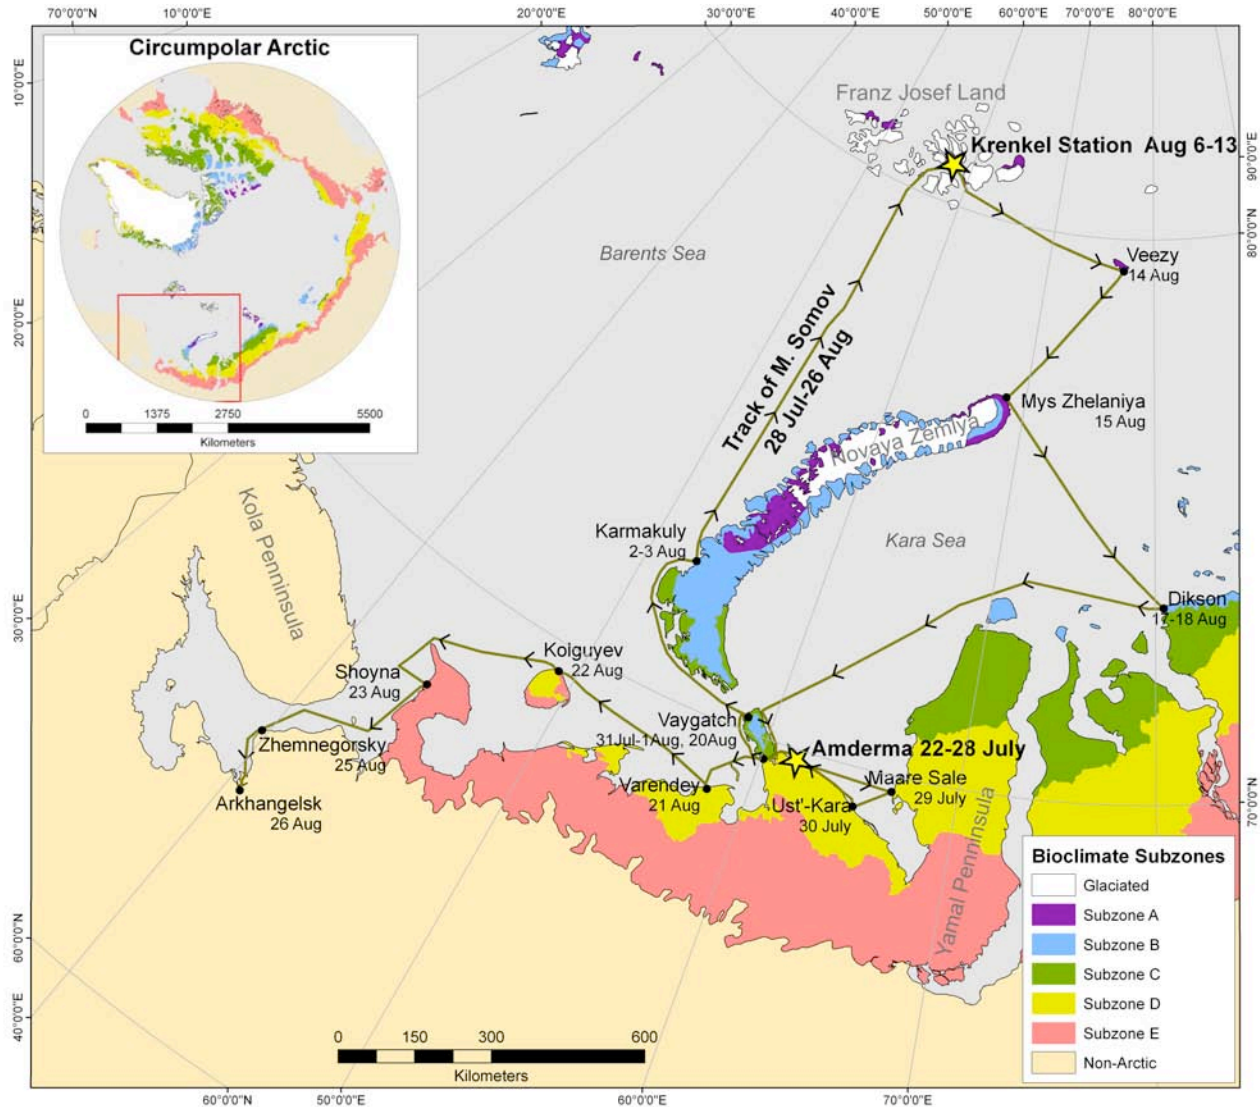 70°0'0"N
10°0'0"E
20°0'0"E
30°0'0"E
40°0'0"E
50°0'0"E
60°0'0"E
70°0'0"E
80°0'0"E
Circumpolar Arctic
0
1375
2750
5500
Kilometers
10°0'0"E
20°0'0"E
30°0'0"E
60°0'0"N
40°0'0"E
90°0'0"E
80°0'0"N
70°0'0"N
Franz Josef Land
Krenkel Station Aug 6-13
Barents Sea
Veezy
14 Aug
Track of M. Somov
28 Jul-26 Aug
Mys Zhelaniya
15 Aug
Novaya Zemlya
Kola Penninsula
Karmakuly
2-3 Aug
Kara Sea
Dikson
17-18 Aug
Kolguyev
22 Aug
Shoyna
23 Aug
Vaygatch
31Jul-1Aug, 20Aug
Zhemnegorsky
25 Aug
Amderma 22-28 July
Varendey
21 Aug
Maare Sale
29 July
Arkhangelsk
26 Aug
Ust'-Kara
30 July
Yamal Penninsula
Bioclimate Subzones
Glaciated
Subzone A
Subzone B
Subzone C
Subzone D
Subzone E
Non-Arctic
0
150
300
600
Kilometers
60°0'0"N
50°0'0"E
60°0'0"E
70°0'0"E